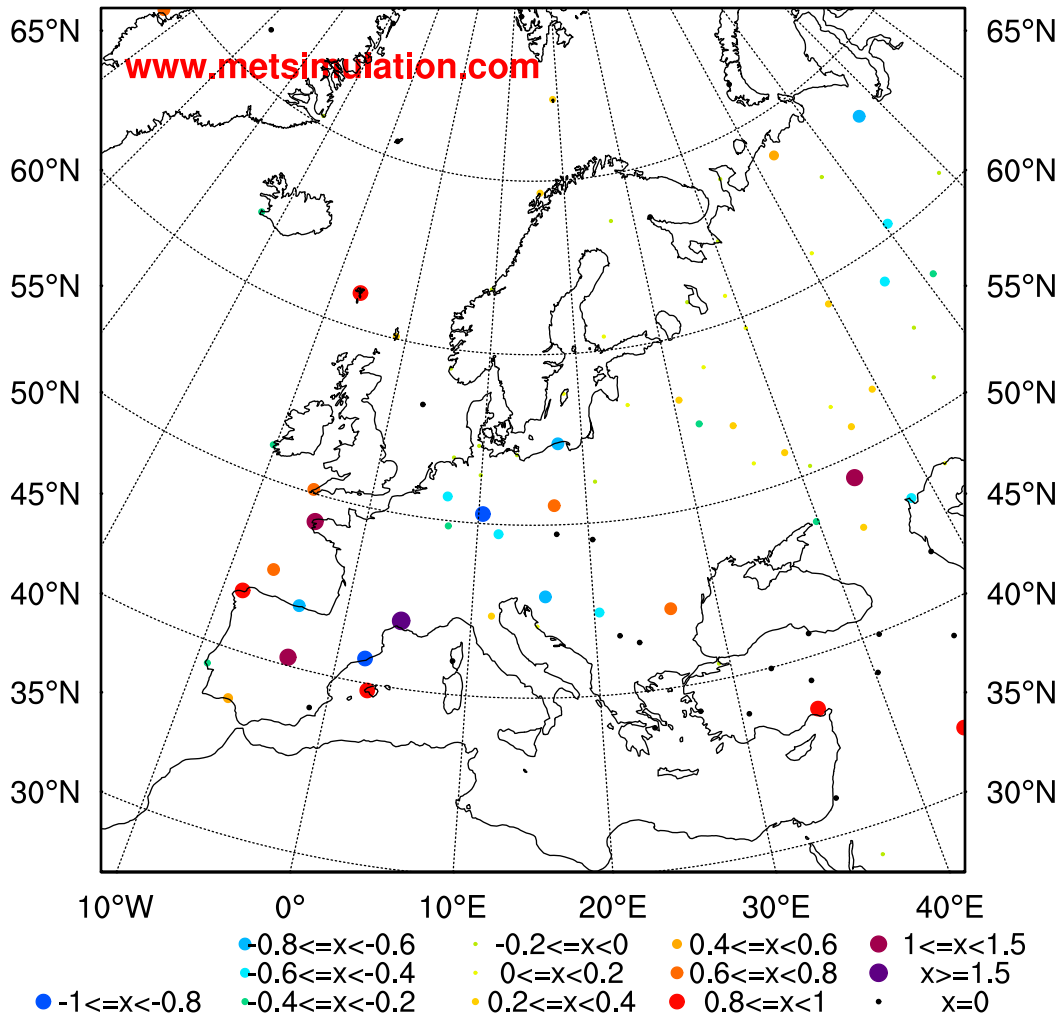 65°N
65°N
www.metsimulation.com
60°N
60°N
55°N
55°N
50°N
50°N
45°N
45°N
40°N
40°N
35°N
35°N
30°N
30°N
10°W 0° 10°E 20°E 30°E 40°E
-0.8<=x<-0.6 -0.2<=x<0 0.4<=x<0.6 1<=x<1.5
-0.6<=x<-0.4 0<=x<0.2 0.6<=x<0.8 x>=1.5
-1<=x<-0.8 -0.4<=x<-0.2 0.2<=x<0.4 0.8<=x<1 x=0